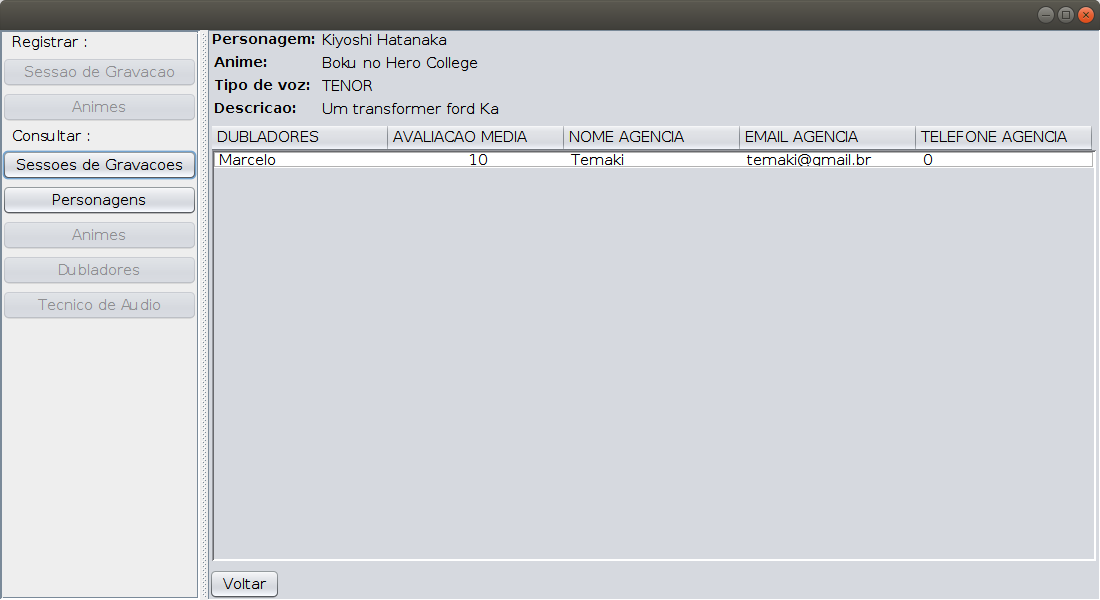 Registrar :
Sessao de Gravacao
Animes
Consultar :
Sessoes de Gravacoes
Personagens
Animes
Dubladores
Tecnico de Audio
Personagem: Kiyoshi Hatanaka
Anime: Boku no Hero College
Tipo de voz: TENOR
Descricao: Um transformer ford Ka
DUBLADORES AVALIACAO MEDIA NOME AGENCIA EMAIL AGENCIA TELEFONE AGENCIA
Marcelo 10 Temaki temaki@gmail.br 0
Voltar